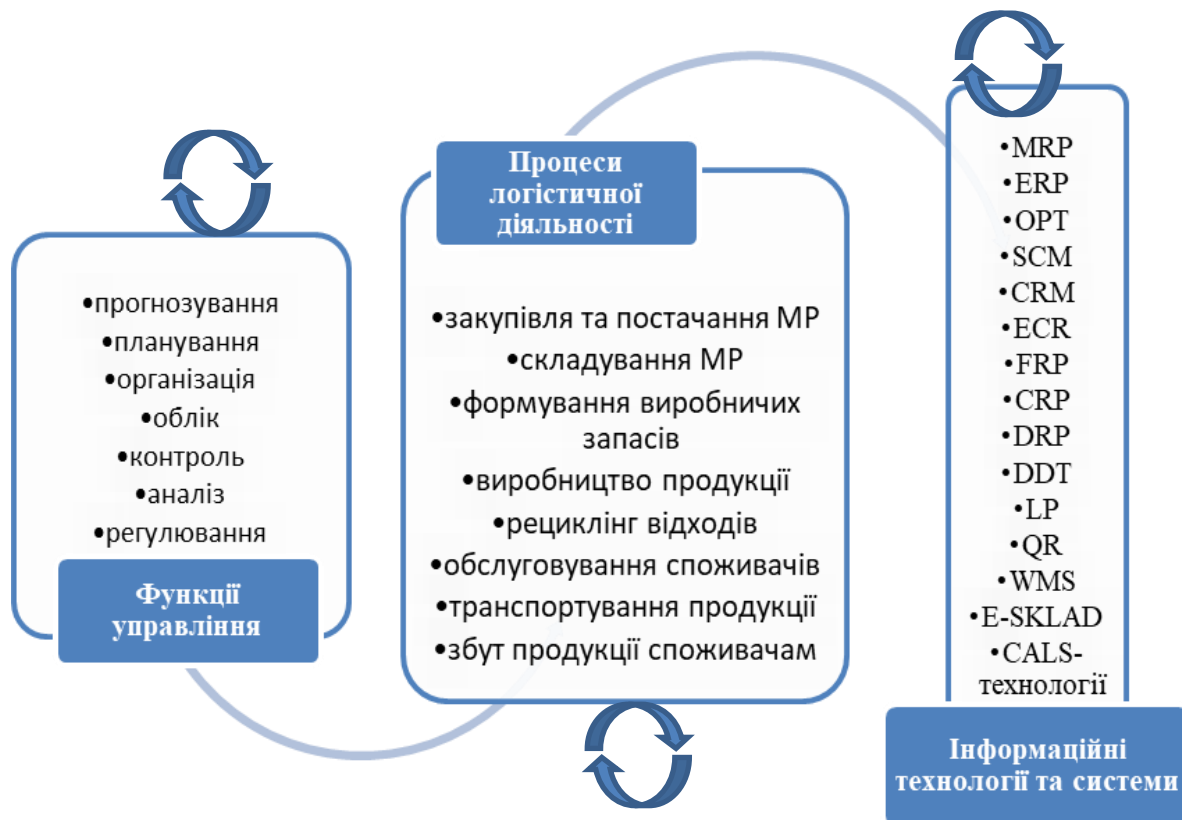 •прогнозування
•планування
•організація
•облік
•контроль
•аналіз
•регулювання
Функції
управління
Процеси
логістичної
діяльності
•закупівля та постачання МР
•складування МР
•формування виробничих
запасів
•виробництво продукції
•рециклінг відходів
•обслуговування споживачів
•транспортування продукції
•збут продукції споживачам
•MRP
•ERP
•OPT
•SCM
•CRM
•ECR
•FRP
•CRP
•DRP
•DDT
•LP
•QR
•WMS
•E-SKLAD
•CALS-
технології
Інформаційні
технології та системи